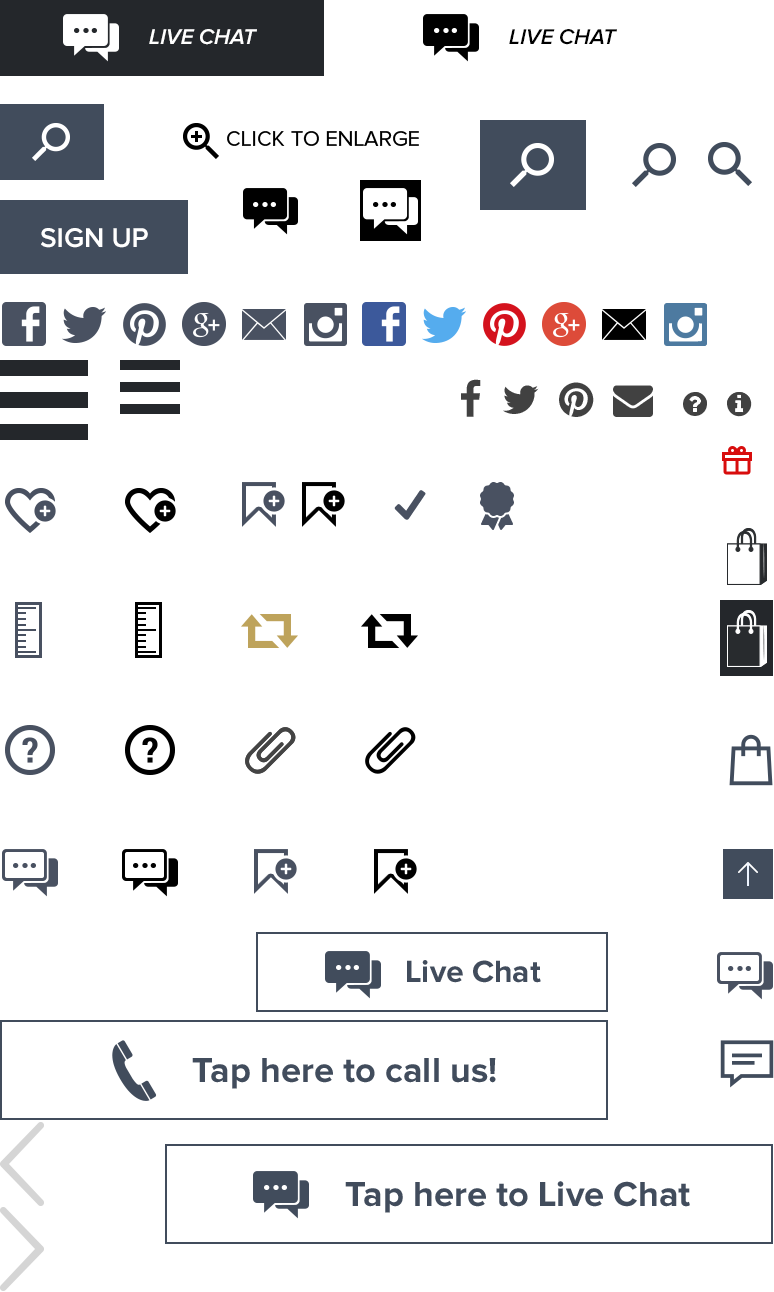 LIVE CHAT
LIVE CHAT
CLICK TO ENLARGE
SIGN UP
Live Chat
Tap here to call us!
Tap here to Live Chat